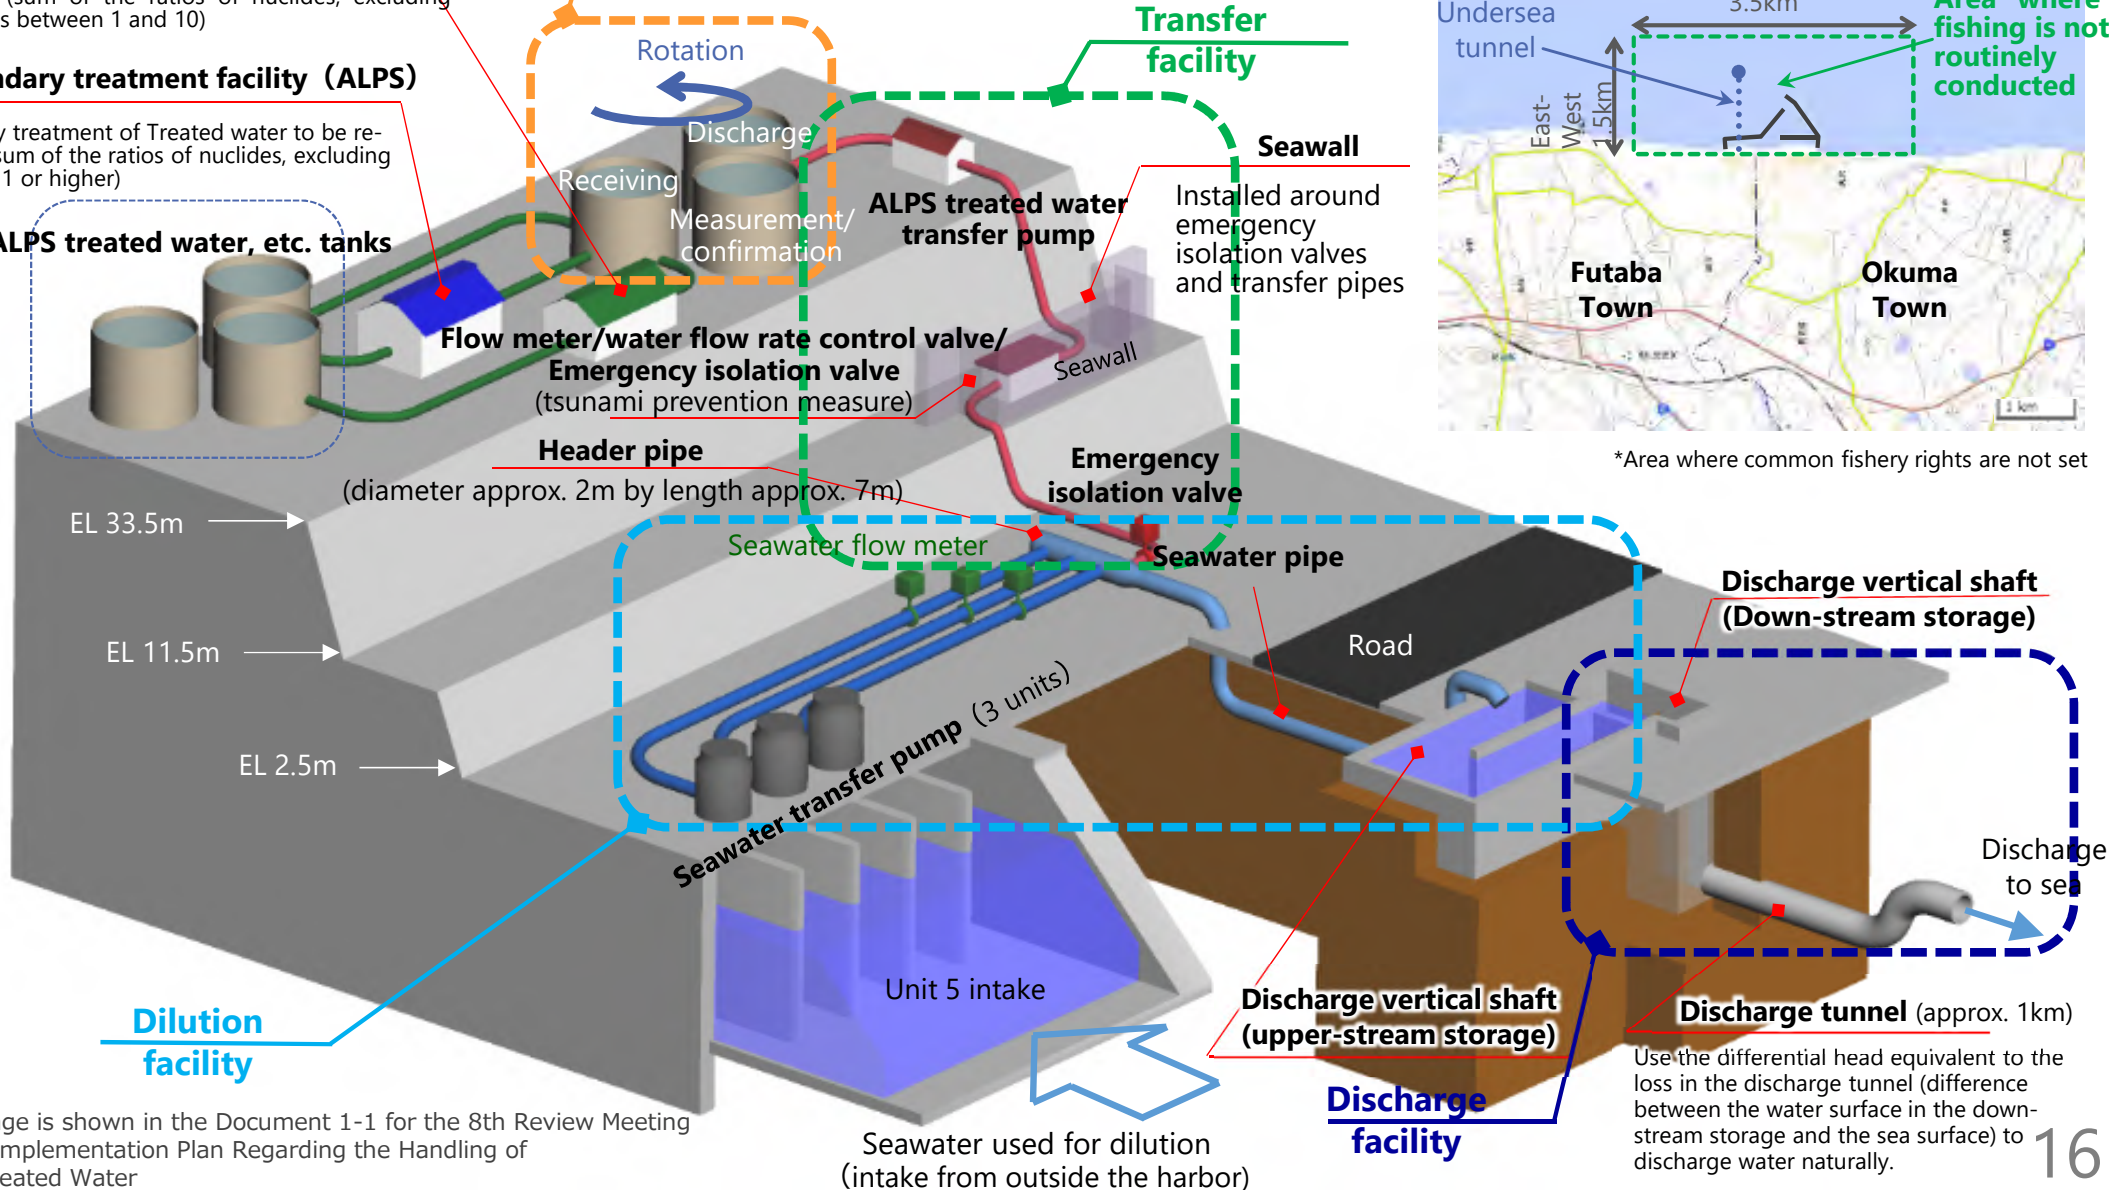 (sum of the ratios of nuclides, excluding
s between 1 and 10)
ndary treatment facility（ALPS）
y treatment of Treated water to be re-
sum of the ratios of nuclides, excluding
1 or higher)
ALPS treated water, etc. tanks
Rotation
Discharge
Receiving
Measurement/
confirmation
Transfer
facility
ALPS treated water
transfer pump
Seawall
Installed around
emergency
isolation valves
and transfer pipes
Seawall
Flow meter/water flow rate control valve/
Emergency isolation valve
(tsunami prevention measure)
Header pipe
(diameter approx. 2m by length approx. 7m)
Emergency
isolation valve
EL 33.5m
EL 11.5m
EL 2.5m
Seawater flow meter
Seawater pipe
Road
Discharge vertical shaft
(Down-stream storage)
Seawater transfer pump (3 units)
Unit 5 intake
Dilution
facility
Discharge vertical shaft
(upper-stream storage)
Discharge
to sea
Discharge tunnel (approx. 1km)
Use the differential head equivalent to the
loss in the discharge tunnel (difference
between the water surface in the down-
stream storage and the sea surface) to
discharge water naturally.
Discharge
facility
Seawater used for dilution
(intake from outside the harbor)
ge is shown in the Document 1-1 for the 8th Review Meeting
mplementation Plan Regarding the Handling of
eated Water
16
Undersea
tunnel
3.5km
East-
West
1.5km
Area where
fishing is not
routinely
conducted
Futaba
Town
Okuma
Town
1 km
*Area where common fishery rights are not set